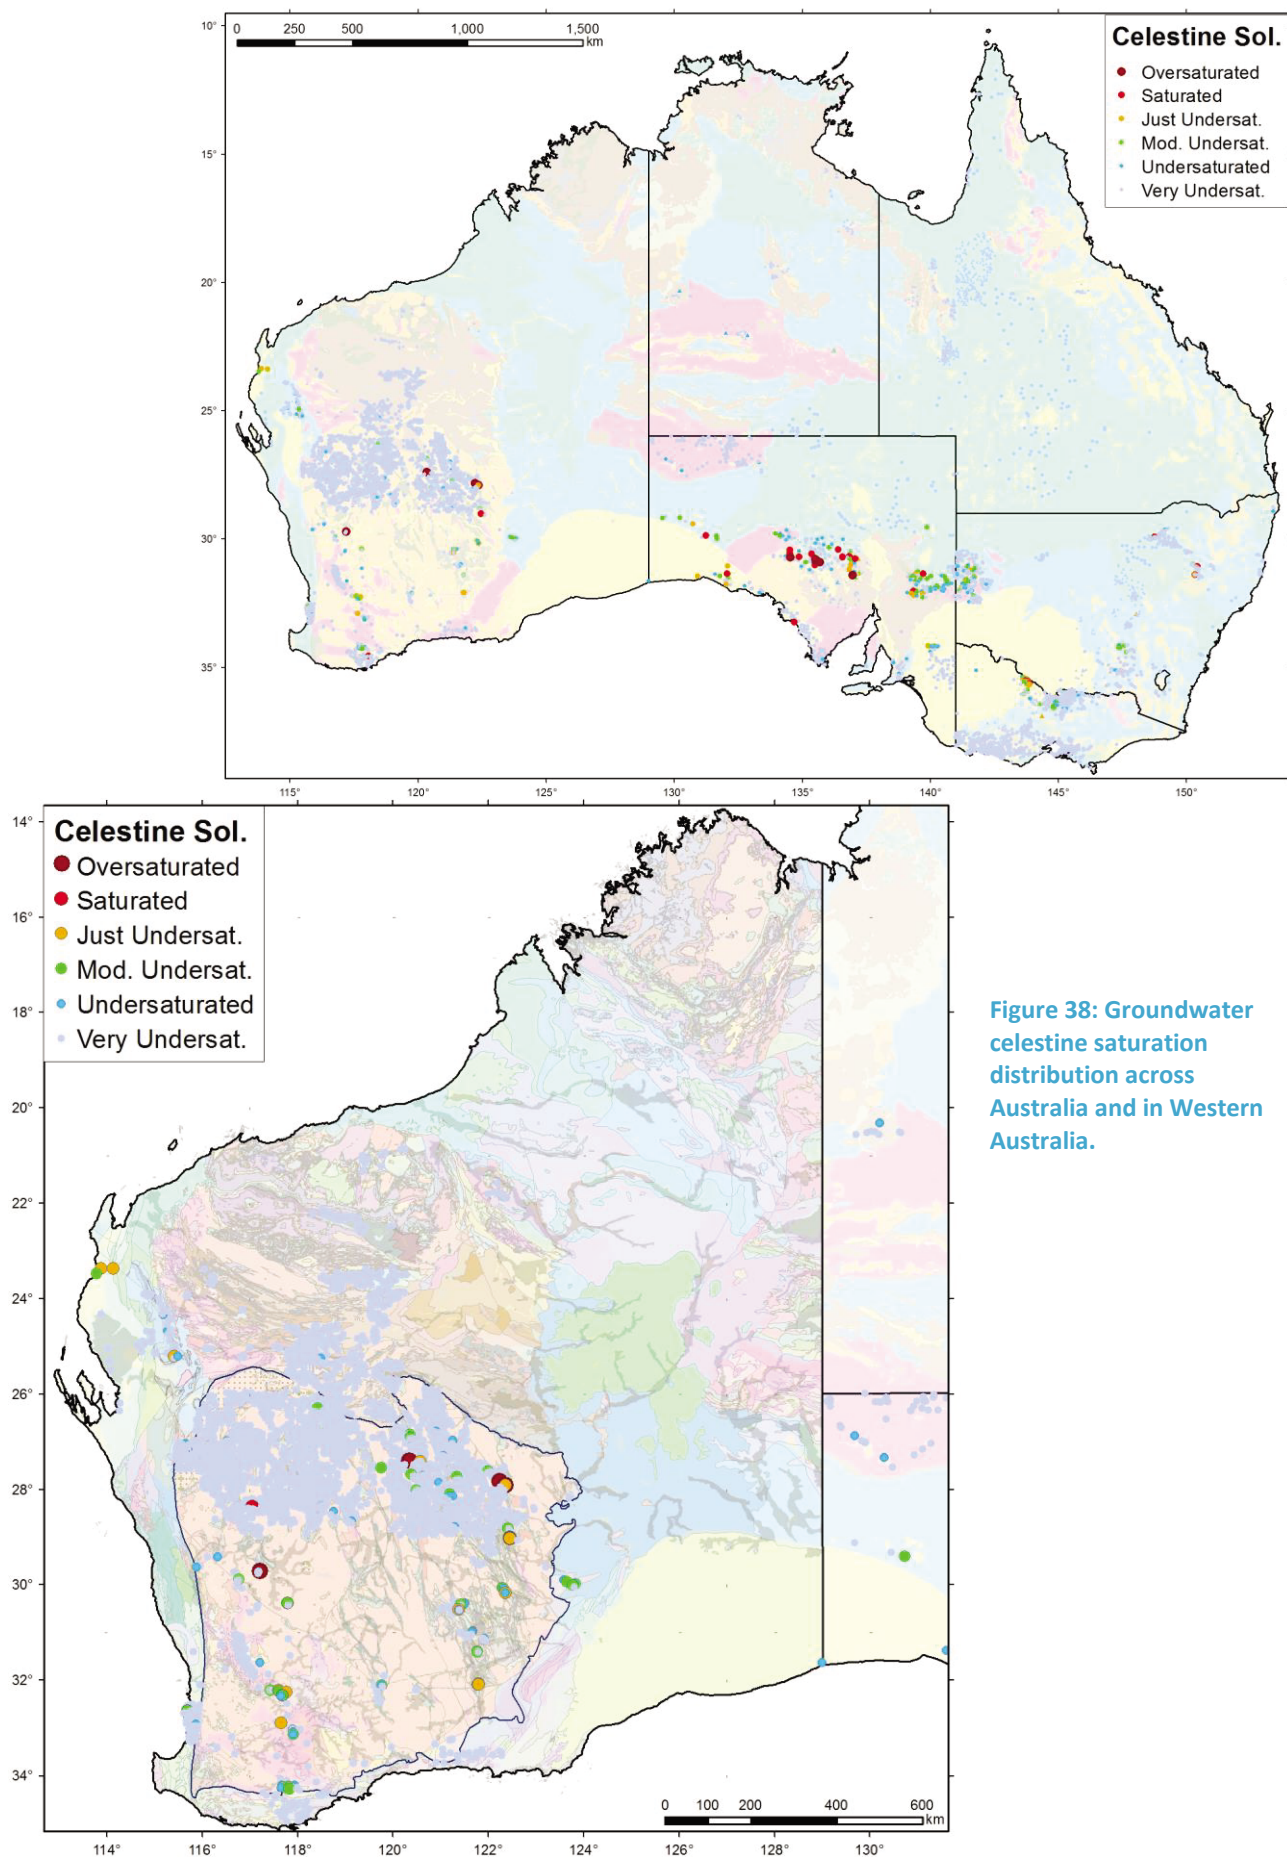 0 250 500 1,000 1,500
km
Celestine Sol.
Oversaturated
Saturated
Just Undersat.
Mod. Undersat.
Undersaturated
Very Undersat.
10°
15°
20°
25°
30°
35°
115° 120° 125° 130° 135° 140° 145° 150°
Celestine Sol.
Oversaturated
Saturated
Just Undersat.
Mod. Undersat.
Undersaturated
Very Undersat.
14°
16°
18°
20°
22°
24°
26°
28°
30°
32°
34°
Figure 38: Groundwater
celestine saturation
distribution across
Australia and in Western
Australia.
0 100 200 400 600
km
114° 116° 118° 120° 122° 124° 126° 128° 130°